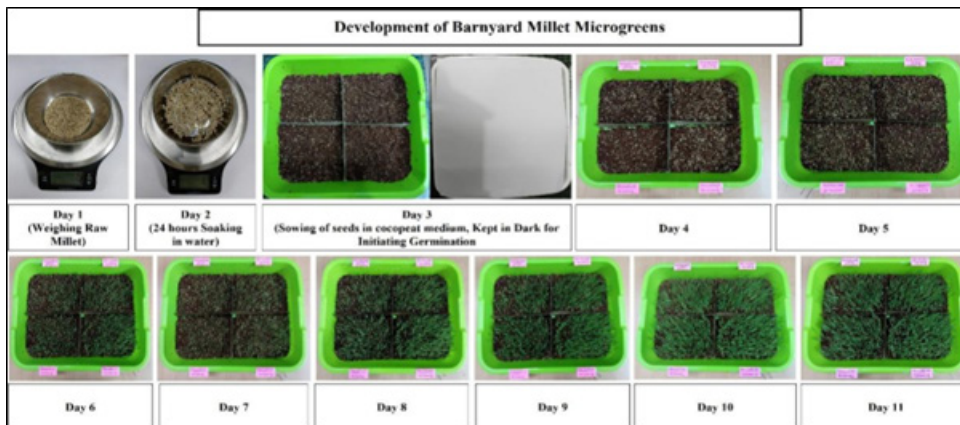 Development of Barnyard Millet Microgreens
Day 1
(Weighing Raw
Millet)
Day 2
(24 hours Soaking
in water)
Day 3
(Sowing of seeds in cocopeat medium, Kept in Dark for
Initiating Germination
Day 4
Day 5
Day 6
Day 7
Day 8
Day 9
Day 10
Day 11